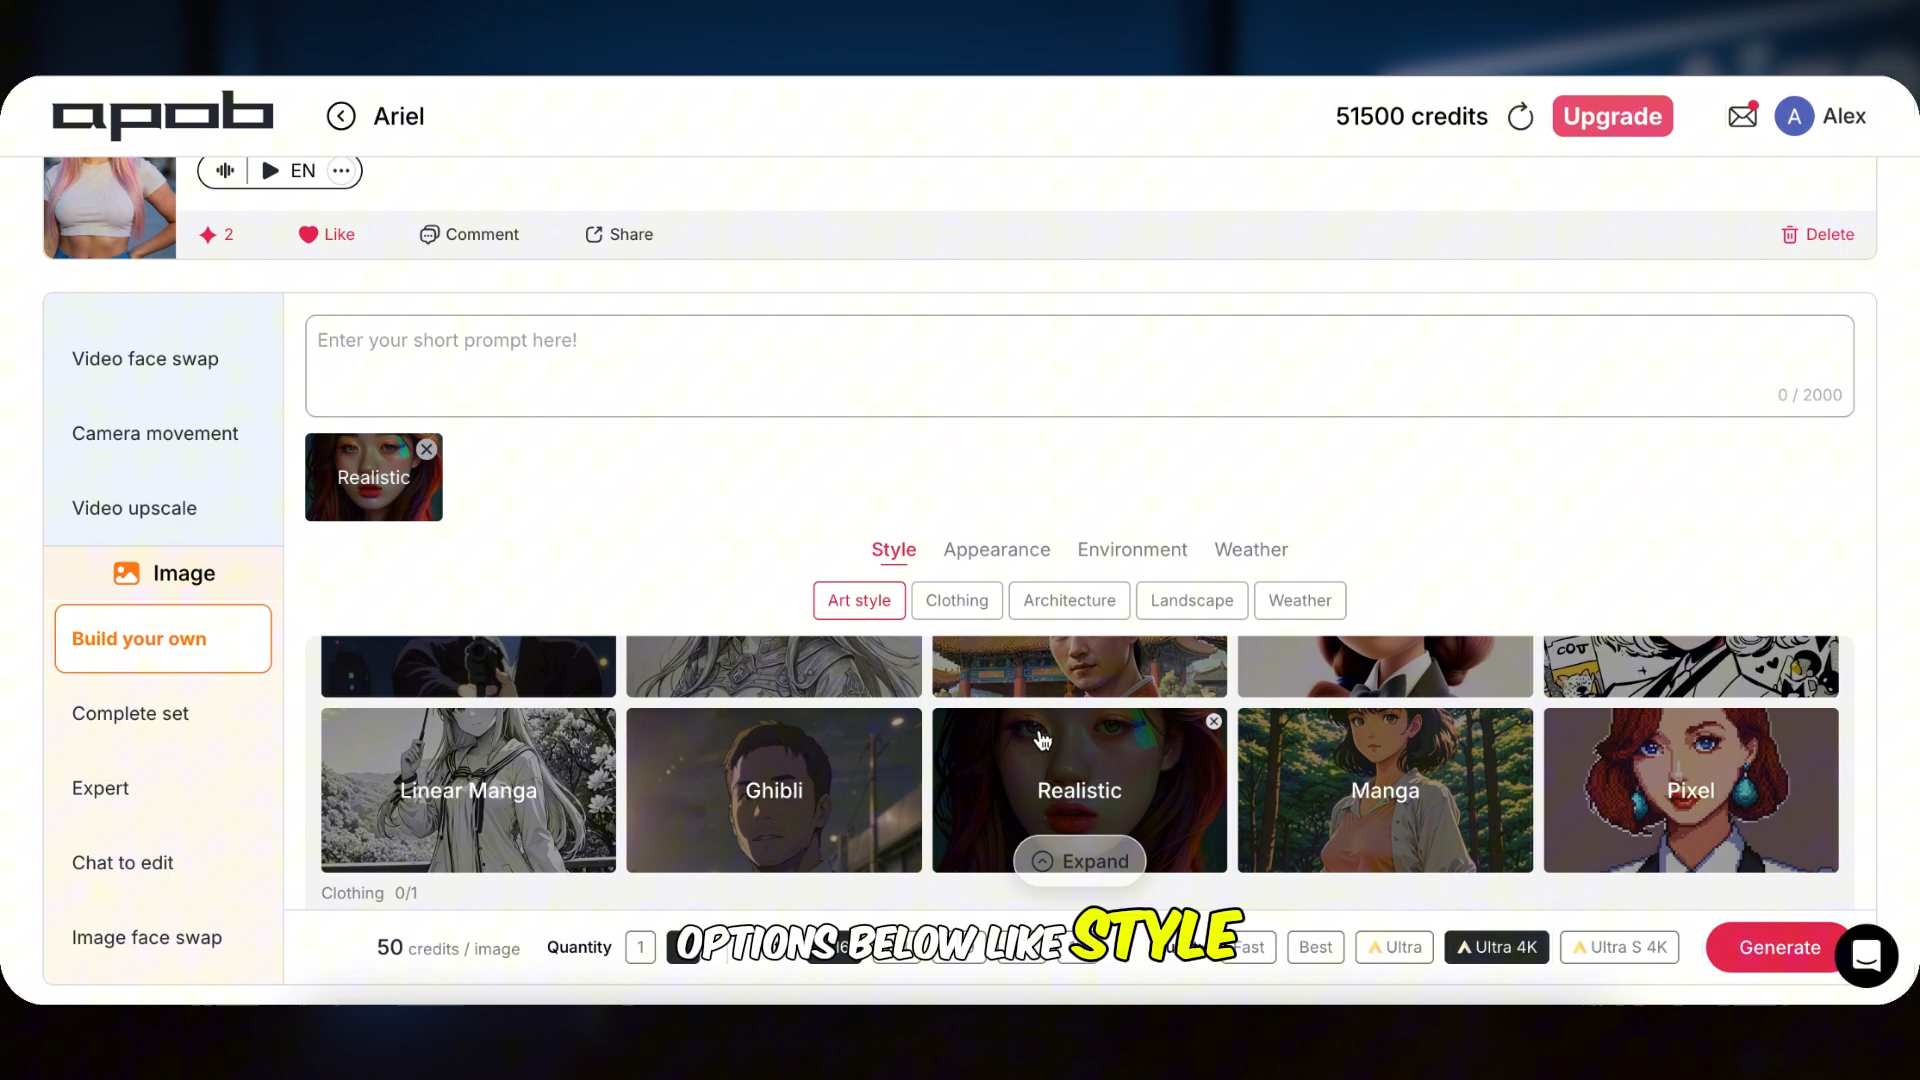 apob
Ariel
51500 credits
Upgrade
A
Alex
EN
2
Like
Comment
Share
Delete
Video face swap
Camera movement
Video upscale
Image
Build your own
Complete set
Expert
Chat to edit
Image face swap
Enter your short prompt here!
0 / 2000
Realistic
Style
Appearance
Environment
Weather
Art style
Clothing
Architecture
Landscape
Weather
Linear Manga
Ghibli
Realistic
Manga
Pixel
Expand
Clothing 0/1
50 credits / image
Quantity
1
OPTIONS BELOW LIKE STYLE
Best
Ultra
Ultra 4K
Ultra S 4K
Generate